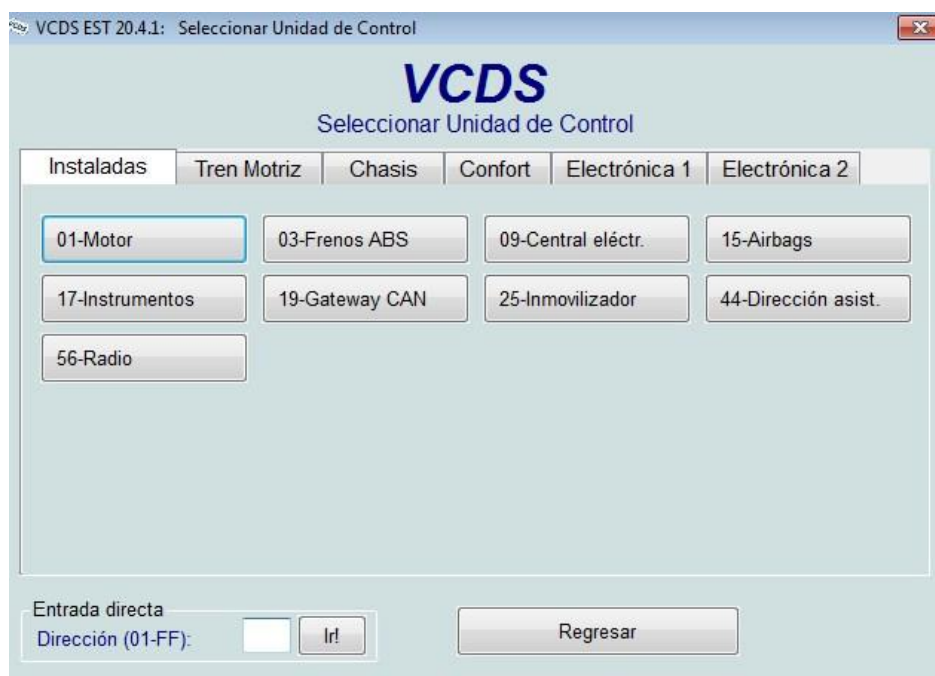 VCDS EST 20.4.1: Seleccionar Unidad de Control
VCDS
Seleccionar Unidad de Control
Instaladas Tren Motriz Chasis Confort Electrónica 1 Electrónica 2
01-Motor 03-Frenos ABS 09-Central eléctr. 15-Airbags
17-Instrumentos 19-Gateway CAN 25-Inmovilizador 44-Dirección asist.
56-Radio
Entrada directa
Dirección (01-FF): Ir! Regresar